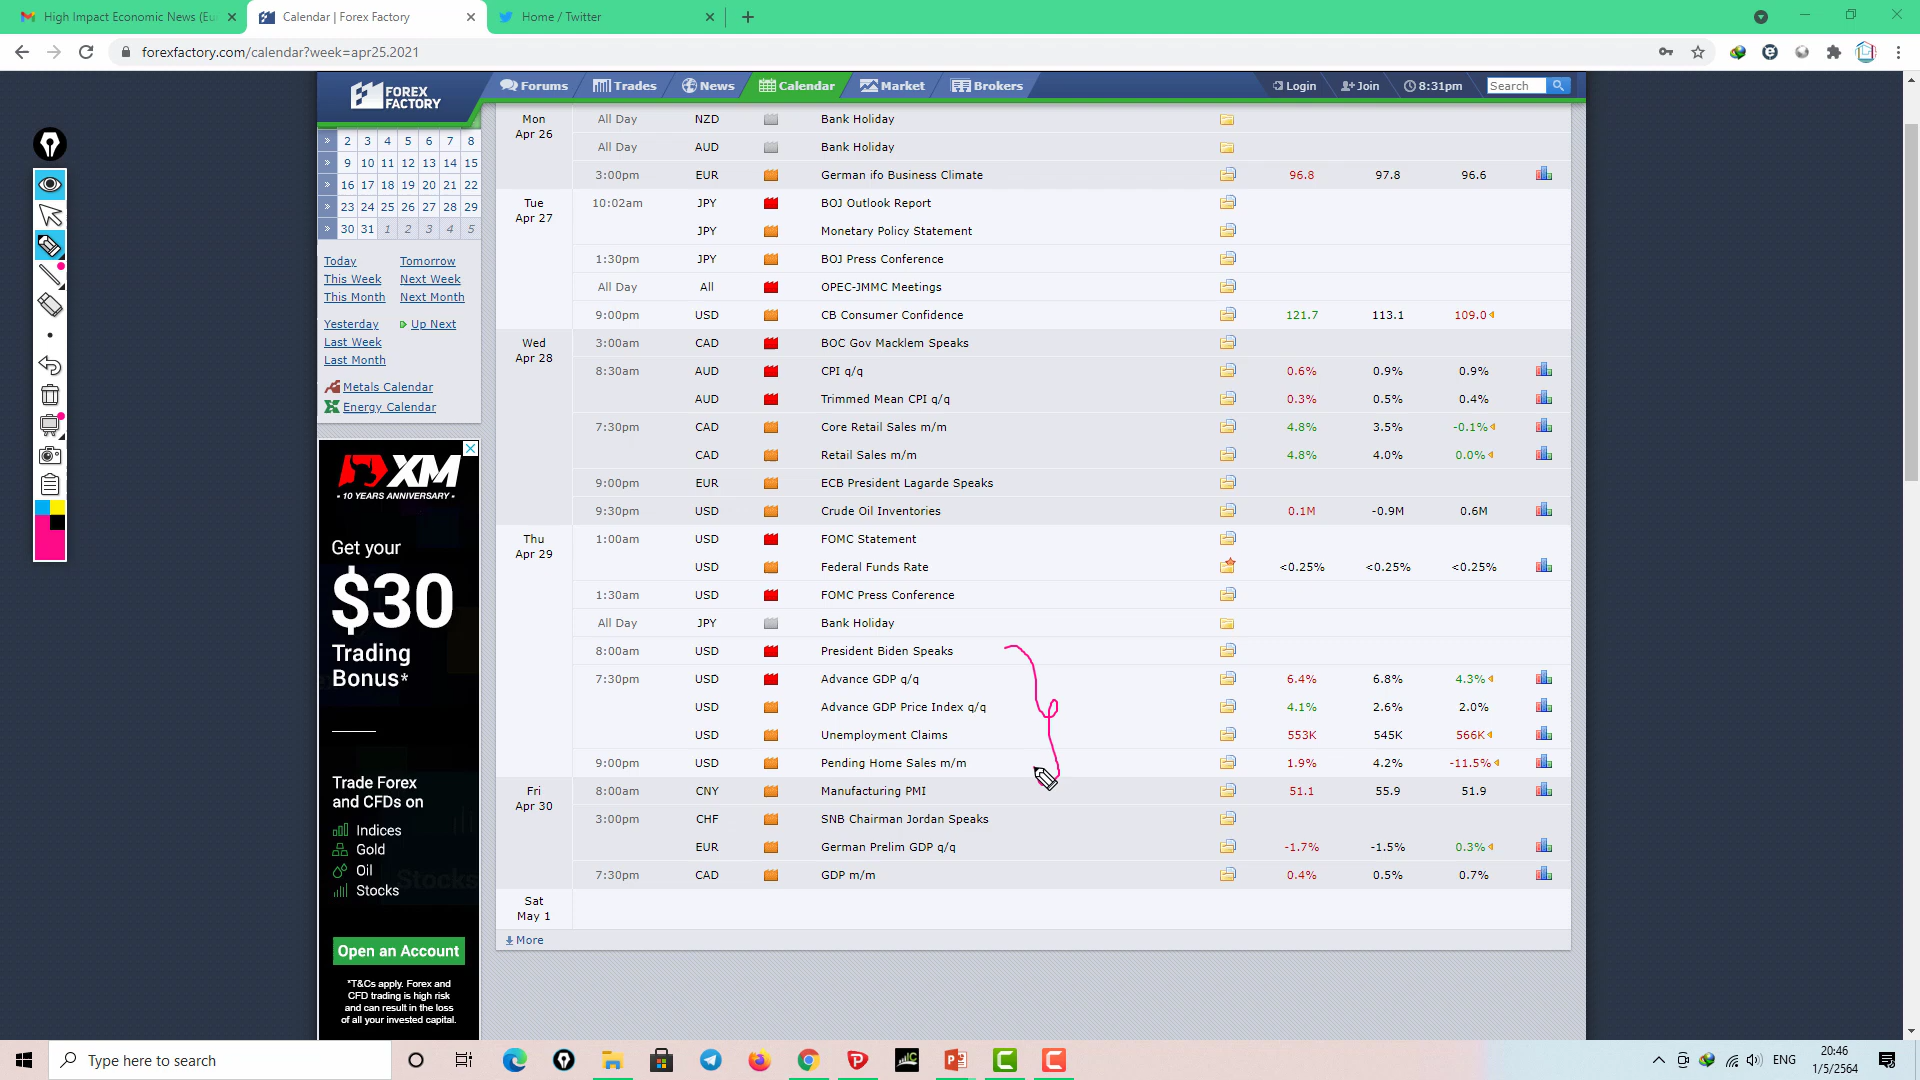 High Impact Economic News (Eu
Calendar | Forex Factory
Home / Twitter
forexfactory.com/calendar?week=apr25.2021
FOREX FACTORY
Forums Trades News Calendar Market Brokers
Login Join 8:31pm Search
» 2 3 4 5 6 7 8
» 9 10 11 12 13 14 15
» 16 17 18 19 20 21 22
» 23 24 25 26 27 28 29
» 30 31 1 2 3 4 5
Today Tomorrow
This Week Next Week
This Month Next Month
Yesterday Up Next
Last Week
Last Month
Metals Calendar
Energy Calendar
XM
10 YEARS ANNIVERSARY
Get your
$30
Trading
Bonus*
Trade Forex
and CFDs on
Indices
Gold
Oil
Stocks
Stocks
Open an Account
*T&Cs apply. Forex and
CFD trading is high risk
and can result in the loss
of all your invested capital.
Mon Apr 26 All Day NZD Bank Holiday
All Day AUD Bank Holiday
3:00pm EUR German ifo Business Climate 96.8 97.8 96.6
Tue Apr 27 10:02am JPY BOJ Outlook Report
JPY Monetary Policy Statement
1:30pm JPY BOJ Press Conference
All Day All OPEC-JMMC Meetings
9:00pm USD CB Consumer Confidence 121.7 113.1 109.0
Wed Apr 28 3:00am CAD BOC Gov Macklem Speaks
8:30am AUD CPI q/q 0.6% 0.9% 0.9%
AUD Trimmed Mean CPI q/q 0.3% 0.5% 0.4%
7:30pm CAD Core Retail Sales m/m 4.8% 3.5% -0.1%
CAD Retail Sales m/m 4.8% 4.0% 0.0%
9:00pm EUR ECB President Lagarde Speaks
9:30pm USD Crude Oil Inventories 0.1M -0.9M 0.6M
Thu Apr 29 1:00am USD FOMC Statement
USD Federal Funds Rate <0.25% <0.25% <0.25%
1:30am USD FOMC Press Conference
All Day JPY Bank Holiday
8:00am USD President Biden Speaks
7:30pm USD Advance GDP q/q 6.4% 6.8% 4.3%
USD Advance GDP Price Index q/q 4.1% 2.6% 2.0%
USD Unemployment Claims 553K 545K 566K
9:00pm USD Pending Home Sales m/m 1.9% 4.2% -11.5%
Fri Apr 30 8:00am CNY Manufacturing PMI 51.1 55.9 51.9
3:00pm CHF SNB Chairman Jordan Speaks
EUR German Prelim GDP q/q -1.7% -1.5% 0.3%
7:30pm CAD GDP m/m 0.4% 0.5% 0.7%
Sat May 1
More
Type here to search
ENG 20:46
1/5/2564